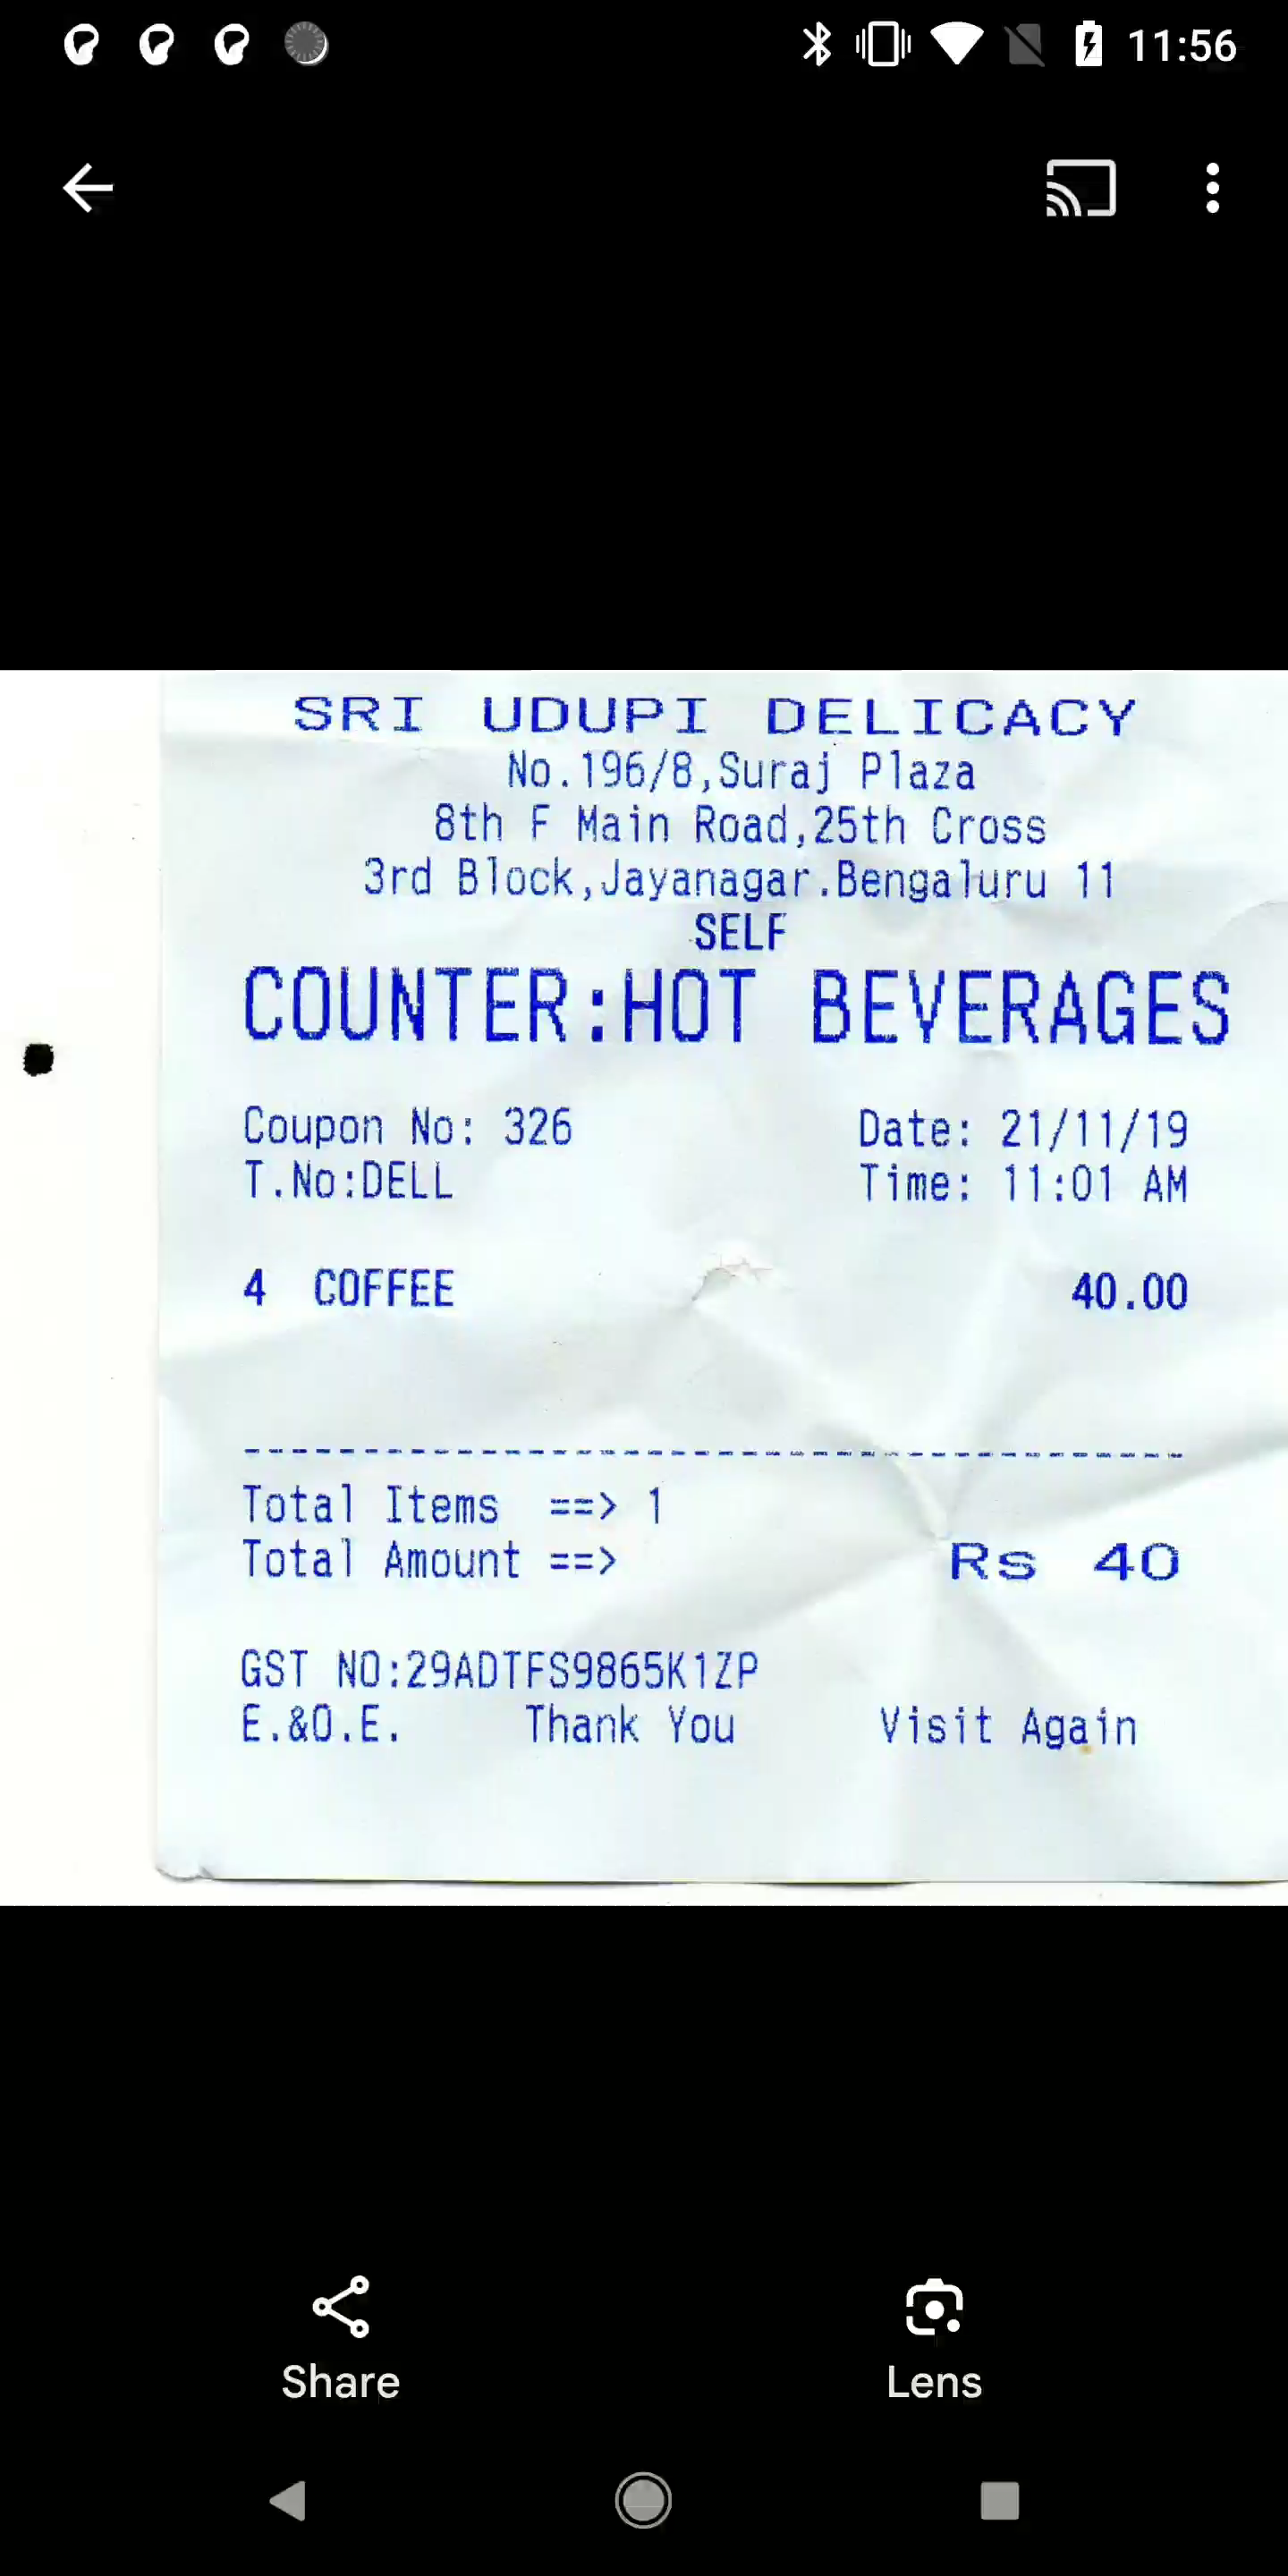 11:56
SRI UDUPI DELICACY
No.196/8,Suraj Plaza
8th F Main Road,25th Cross
3rd Block,Jayanagar.Bengaluru 11
SELF
COUNTER:HOT BEVERAGES
Coupon No: 326 Date: 21/11/19
T.No:DELL Time: 11:01 AM
4 COFFEE 40.00
Total Items ==> 1
Total Amount ==> Rs 40
GST NO:29ADTFS9865K1ZP
E.&O.E. Thank You Visit Again
Share Lens